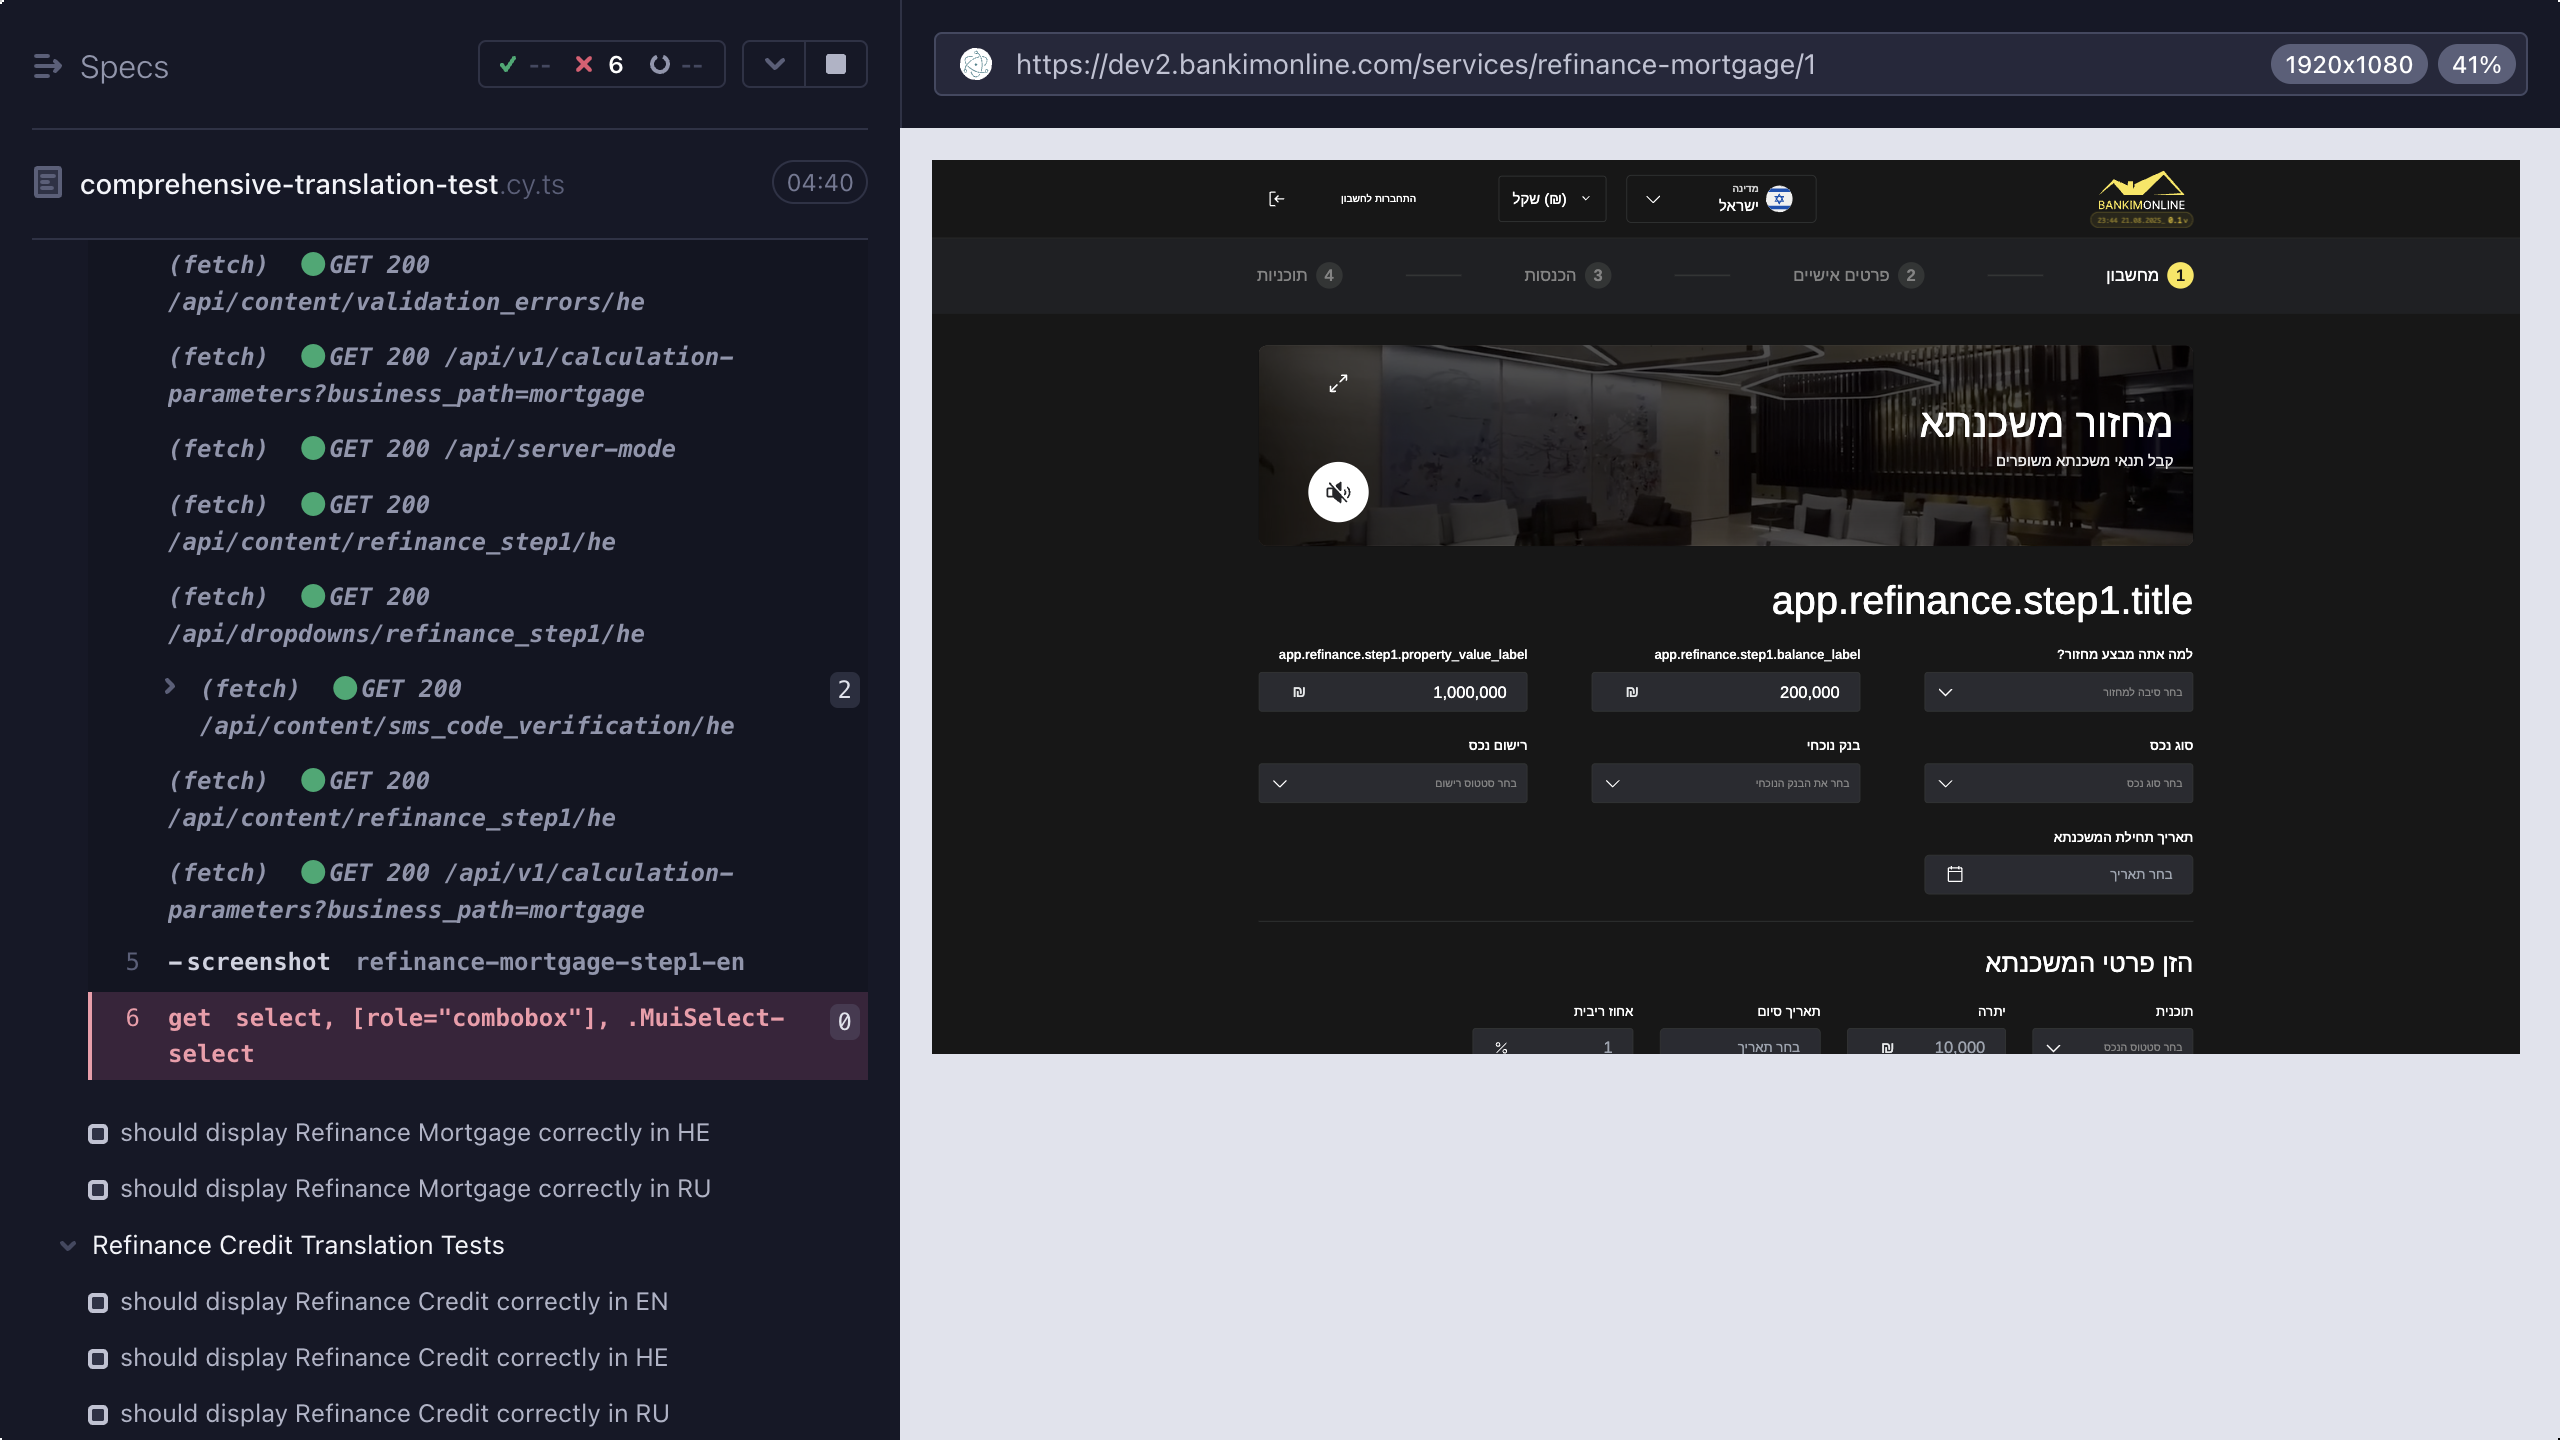 Specs
-- 6 --
comprehensive-translation-test.cy.ts
04:40
(fetch) GET 200
/api/content/validation_errors/he
(fetch) GET 200 /api/v1/calculation-
parameters?business_path=mortgage
(fetch) GET 200 /api/server-mode
(fetch) GET 200
/api/content/refinance_step1/he
(fetch) GET 200
/api/dropdowns/refinance_step1/he
(fetch) GET 200 2
/api/content/sms_code_verification/he
(fetch) GET 200
/api/content/refinance_step1/he
(fetch) GET 200 /api/v1/calculation-
parameters?business_path=mortgage
5 -screenshot refinance-mortgage-step1-en
6 get select, [role="combobox"], .MuiSelect- 0
select
should display Refinance Mortgage correctly in HE
should display Refinance Mortgage correctly in RU
Refinance Credit Translation Tests
should display Refinance Credit correctly in EN
should display Refinance Credit correctly in HE
should display Refinance Credit correctly in RU
https://dev2.bankimonline.com/services/refinance-mortgage/1
1920x1080 41%
BANKIMONLINE
23:44 21.08.2025_ 0.1v
מדינה
ישראל
שקל (₪)
התחברות לחשבון
1 מחשבון
2 פרטים אישיים
3 הכנסות
4 תוכניות
מחזור משכנתא
קבל תנאי משכנתא משופרים
app.refinance.step1.title
למה אתה מבצע מחזור?
app.refinance.step1.balance_label
app.refinance.step1.property_value_label
בחר סיבה למחזור
200,000 ₪
1,000,000 ₪
סוג נכס
בנק נוכחי
רישום נכס
בחר סוג נכס
בחר את הבנק הנוכחי
בחר סטטוס רישום
תאריך תחילת המשכנתא
בחר תאריך
הזן פרטי המשכנתא
תוכנית
יתרה
תאריך סיום
אחוז ריבית
בחר סטטוס הנכס
10,000 ₪
בחר תאריך
1 %